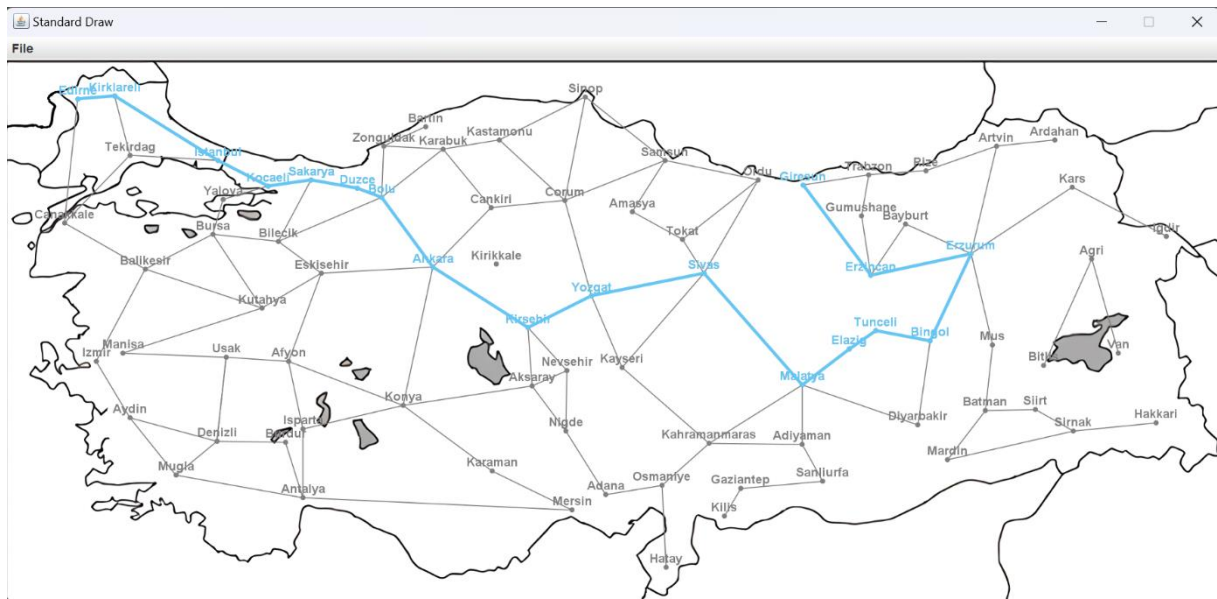 Standard Draw
File
Sinop
Edirne
Kirklareli
Bartin
Zonguldak
Karabuk
Kastamonu
Artvin
Ardahan
Tekirdag
Istanbul
Samsun
Rize
Trabzon
Kocaeli
Sakarya
Duzce
Bolu
Ordu
Giresun
Kars
Yalova
Cankiri
Corum
Amasya
Canakkale
Gumushane
Bayburt
Bursa
Bilecik
Tokat
Igdir
Balikesir
Eskisehir
Ankara
Kirikkale
Sivas
Erzincan
Erzurum
Agri
Kutahya
Yozgat
Kirsehir
Tunceli
Elazig
Bingol
Mus
Izmir
Manisa
Usak
Afyon
Nevsehir
Kayseri
Van
Aksaray
Malatya
Aydin
Konya
Batman
Siirt
Isparta
Nigde
Diyarbakir
Sirnak
Hakkari
Denizli
Burdur
Kahramanmaras
Adiyaman
Mardin
Mugla
Karaman
Osmaniye
Gaziantep
Sanliurfa
Antalya
Adana
Mersin
Kilis
Hatay